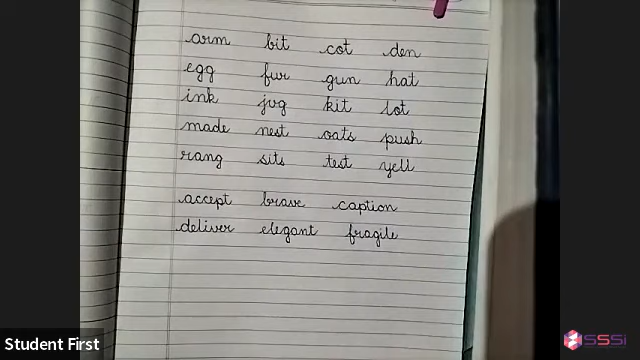 arm bit cot den
egg fur gun hat
ink jug kit lot
made nest oats push
rang sits test yell
accept brave caption
deliver elegant fragile
Student First
SSSi